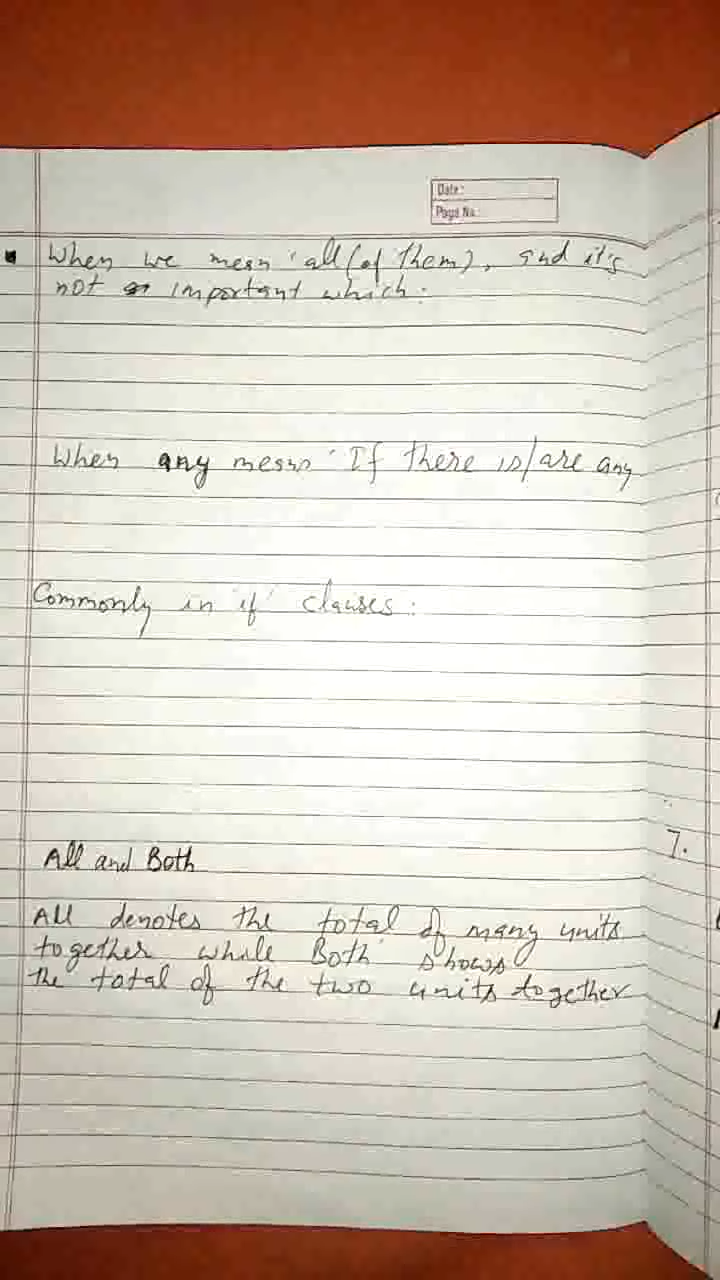 Date:
Page No.:
When we mean 'all (of them), and it's
not important which.
When any means 'If there is/are any
Commonly in 'if' clauses:
All and Both
All denotes the total of many units
together while Both shows
the total of the two units together
7.